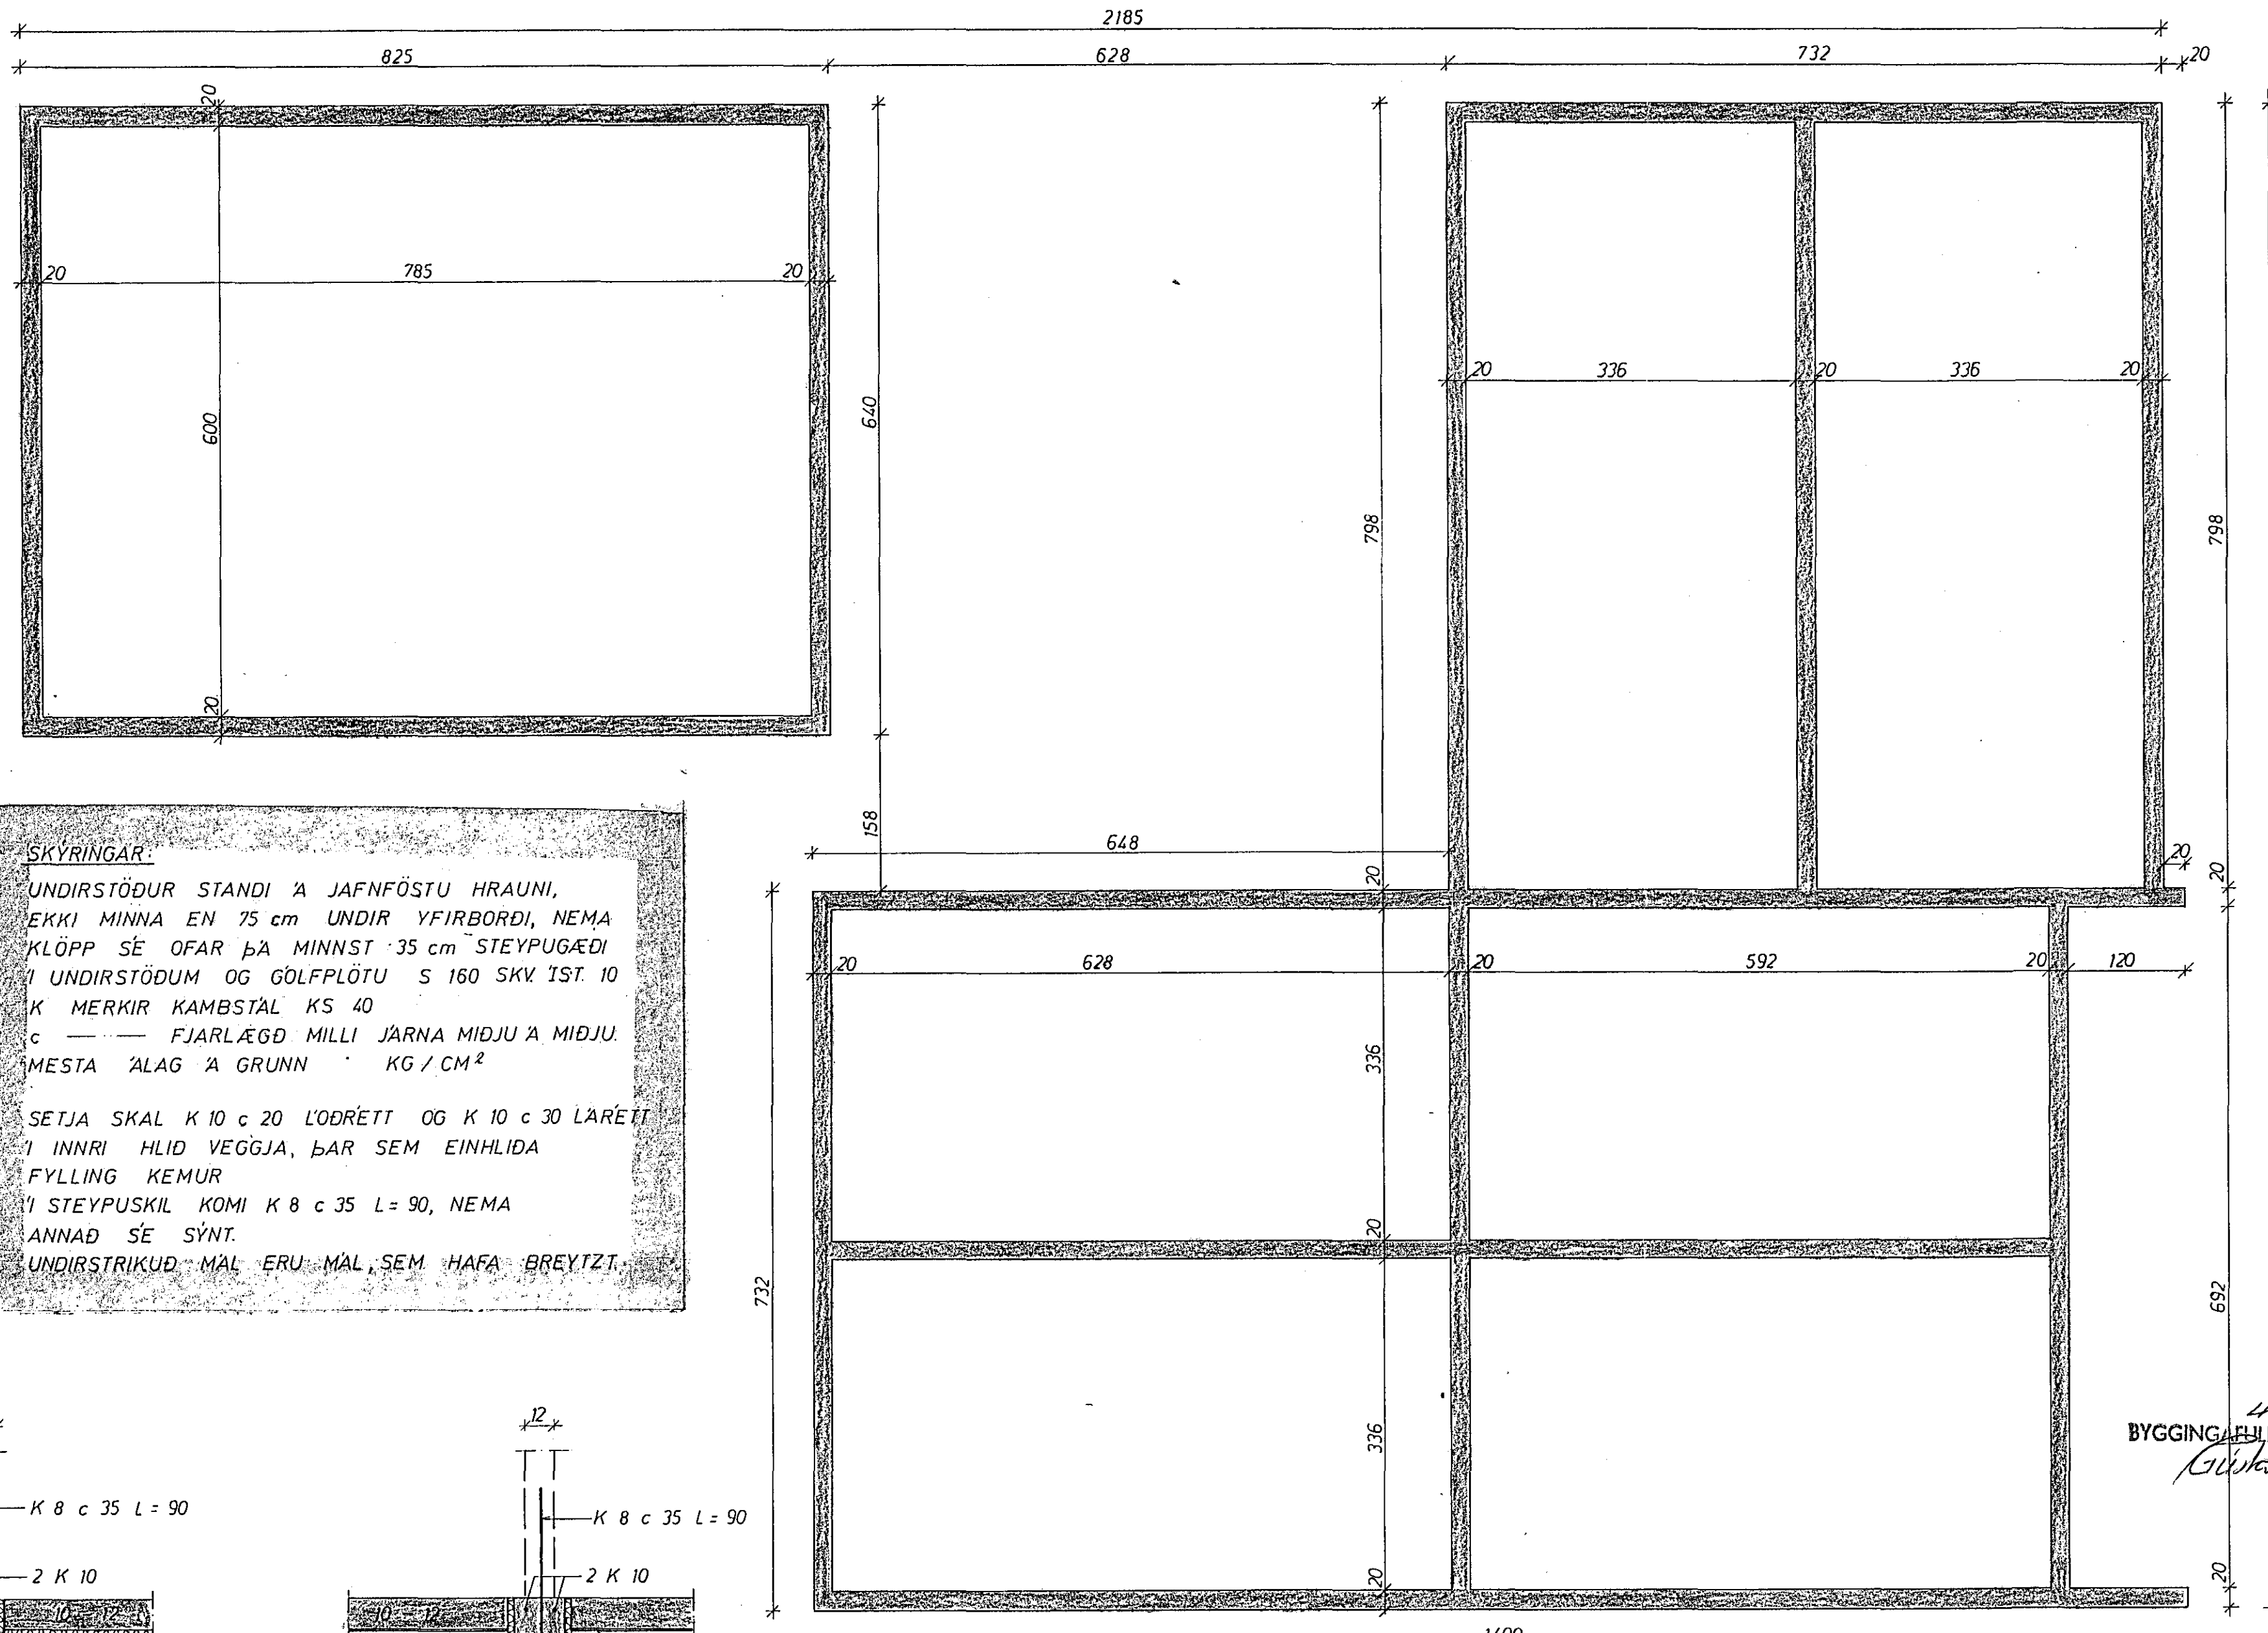 2185
825 628 732 20
20
20 785 20
600
20
640
158
648
798
20
20 336 20 336 20
798
20
20
SKÝRINGAR:
UNDIRSTÖÐUR STANDI Á JAFNFÖSTU HRAUNI,
EKKI MINNA EN 75 cm UNDIR YFIRBORÐI, NEMA
KLÖPP SÉ OFAR ÞÁ MINNST 35 cm STEYPUGÆÐI
Í UNDIRSTÖÐUM OG GÓLFPLÖTU S 160 SKV. ÍST. 10
K MERKIR KAMBSTÁL KS 40
c —··— FJARLÆGÐ MILLI JÁRNA MIÐJU Á MIÐJU.
MESTA ÁLAG Á GRUNN KG / CM²
SETJA SKAL K 10 c 20 LÓÐRÉTT OG K 10 c 30 LÁRÉTT
Í INNRI HLIÐ VEGGJA, ÞAR SEM EINHLIÐA
FYLLING KEMUR
Í STEYPUSKIL KOMI K 8 c 35 L = 90, NEMA
ANNAÐ SÉ SÝNT.
UNDIRSTRIKUÐ MÁL ERU MÁL, SEM HAFA BREYTZT.
20 628 20 592 20 120
336
20
732
336
20
692
20
BYGGINGAFUL
12
K 8 c 35 L = 90
K 8 c 35 L = 90
2 K 10
2 K 10
10 - 12
10 - 12